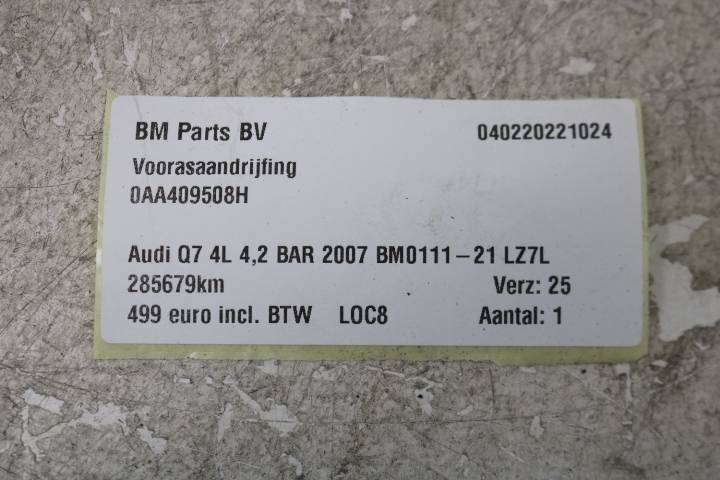 BM Parts BV 040220221024
Voorasaandrijfing
0AA409508H
Audi Q7 4L 4,2 BAR 2007 BM0111-21 LZ7L
285679km Verz: 25
499 euro incl. BTW LOC8 Aantal: 1